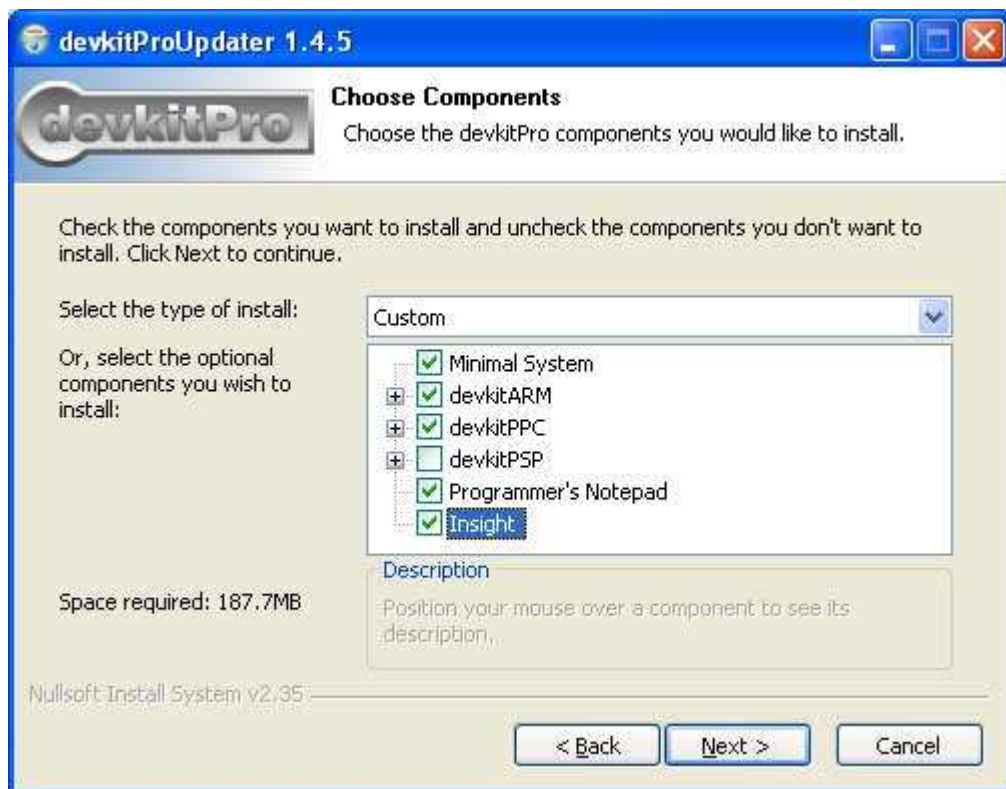 devkitProUpdater 1.4.5
devkitPro
Choose Components
Choose the devkitPro components you would like to install.
Check the components you want to install and uncheck the components you don't want to
install. Click Next to continue.
Select the type of install:
Custom
Or, select the optional
components you wish to
install:
Minimal System
devkitARM
devkitPPC
devkitPSP
Programmer's Notepad
Insight
Space required: 187.7MB
Description
Position your mouse over a component to see its
description.
Nullsoft Install System v2.35
< Back
Next >
Cancel